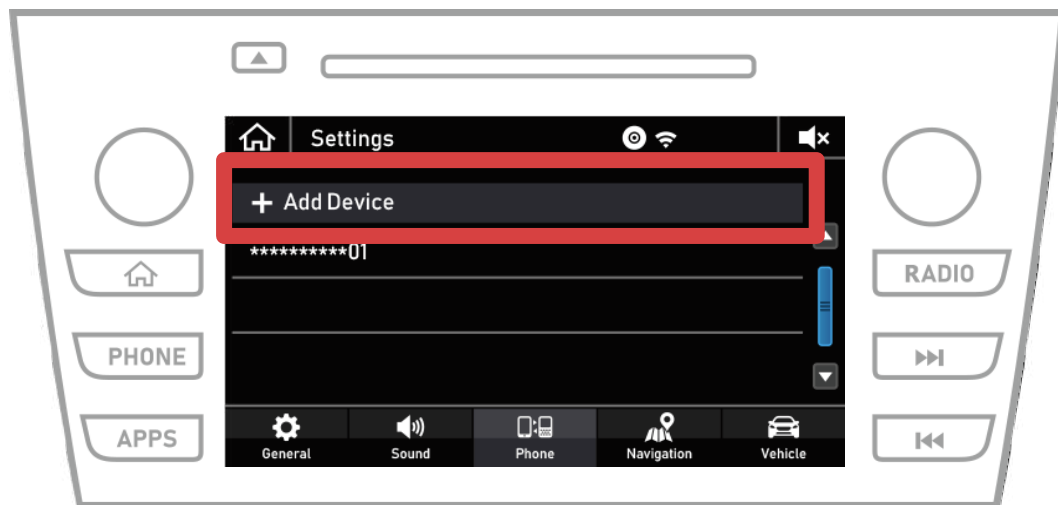 Settings
+ Add Device
**********01
RADIO
PHONE
APPS
General Sound Phone Navigation Vehicle